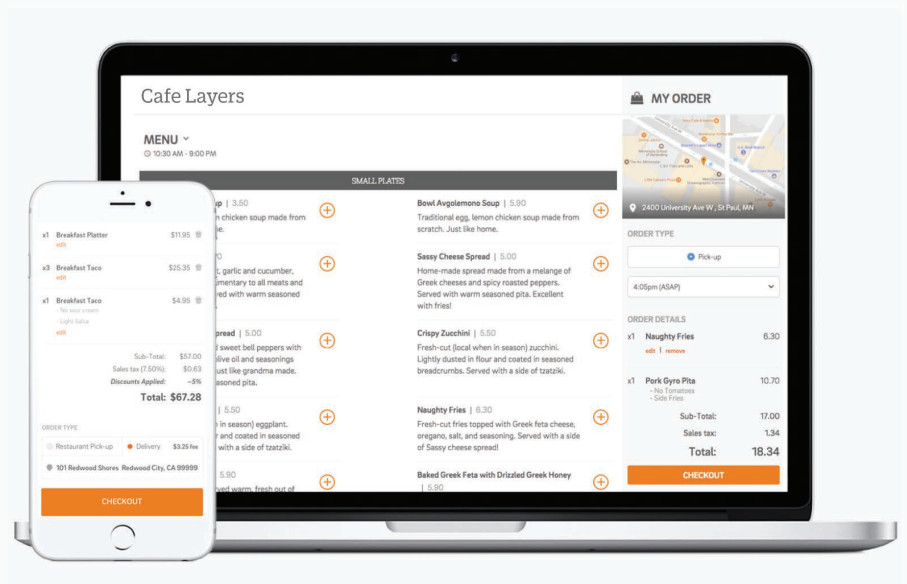 Cafe Layers
MENU
10:30 AM - 9:00 PM
SMALL PLATES
| 3.50
chicken soup made from
Bowl Avgolemono Soup | 5.90
Traditional egg, lemon chicken soup made from
scratch. Just like home.
, garlic and cucumber,
to all meats and
with warm seasoned
Sassy Cheese Spread | 5.00
Home-made spread made from a melange of
Greek cheeses and spicy roasted peppers.
Served with warm seasoned pita. Excellent
with fries!
| 5.00
sweet bell peppers with
olive oil and seasonings
just like grandma made.
pita.
Crispy Zucchini | 5.50
Fresh-cut (local when in season) zucchini.
Lightly dusted in flour and coated in seasoned
breadcrumbs. Served with a side of tzatziki.
| 5.50
in season) eggplant.
and coated in seasoned
with a side of tzatziki.
Naughty Fries | 6.30
Fresh-cut fries topped with Greek feta cheese,
oregano, salt, and seasoning. Served with a side
of Sassy cheese spread!
| 5.90
warm, fresh out of
Baked Greek Feta with Drizzled Greek Honey
| 5.90
MY ORDER
2400 University Ave W , St Paul, MN
ORDER TYPE
Pick-up
4:05pm (ASAP)
ORDER DETAILS
x1 Naughty Fries 6.30
edit | remove
x1 Pork Gyro Pita 10.70
- No Tomatoes
- Side Fries
Sub-Total: 17.00
Sales tax: 1.34
Total: 18.34
CHECKOUT
x1 Breakfast Platter $11.95
edit
x3 Breakfast Taco $25.35
edit
x1 Breakfast Taco $4.95
- No sour cream
- Light Salsa
edit
Sub-Total: $57.00
Sales tax (7.50%): $0.63
Discounts Applied: -5%
Total: $67.28
ORDER TYPE
Restaurant Pick-up Delivery $3.25 fee
101 Redwood Shores Redwood City, CA 99999
CHECKOUT